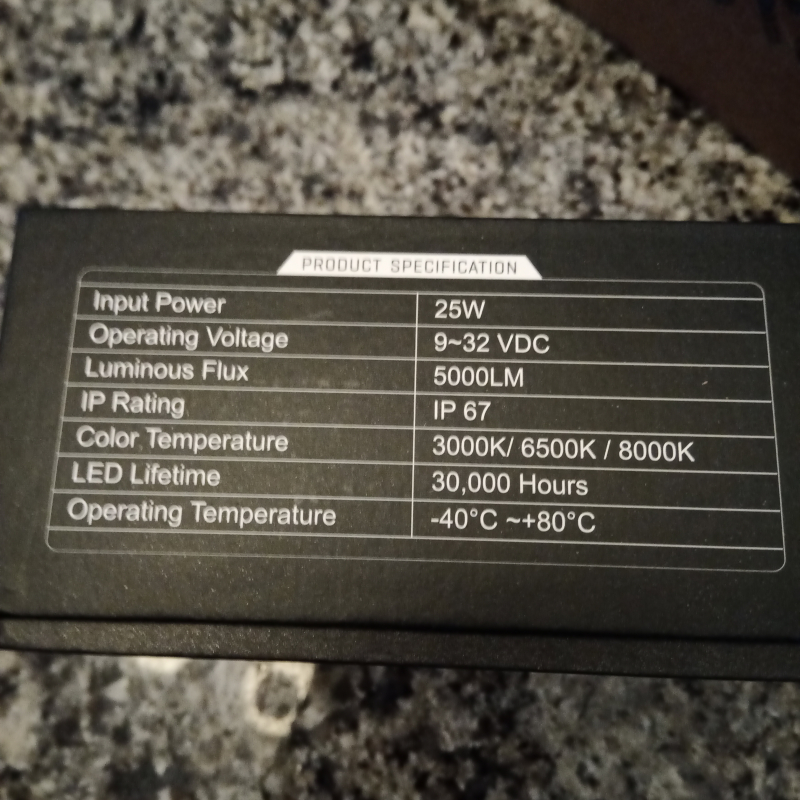 PRODUCT SPECIFICATION
Input Power 25W
Operating Voltage 9~32 VDC
Luminous Flux 5000LM
IP Rating IP 67
Color Temperature 3000K/ 6500K / 8000K
LED Lifetime 30,000 Hours
Operating Temperature -40°C ~+80°C